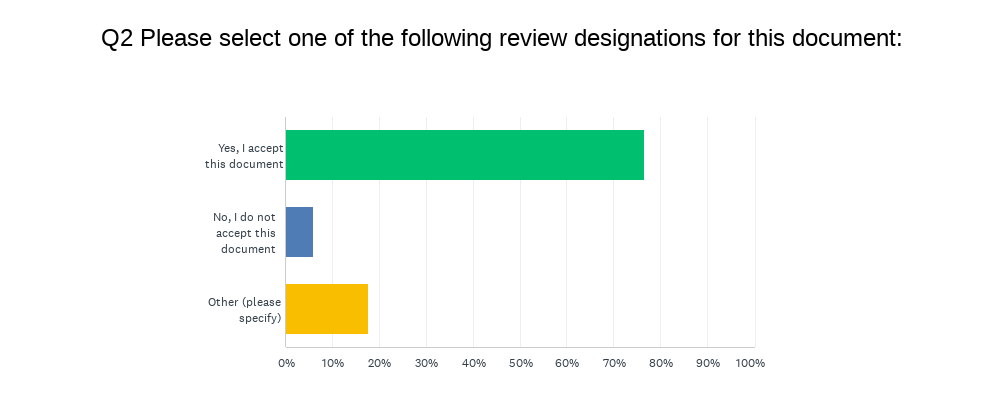 Q2 Please select one of the following review designations for this document:
Yes, I accept
this document
No, I do not
accept this
document
Other (please
specify)
0% 10% 20% 30% 40% 50% 60% 70% 80% 90% 100%